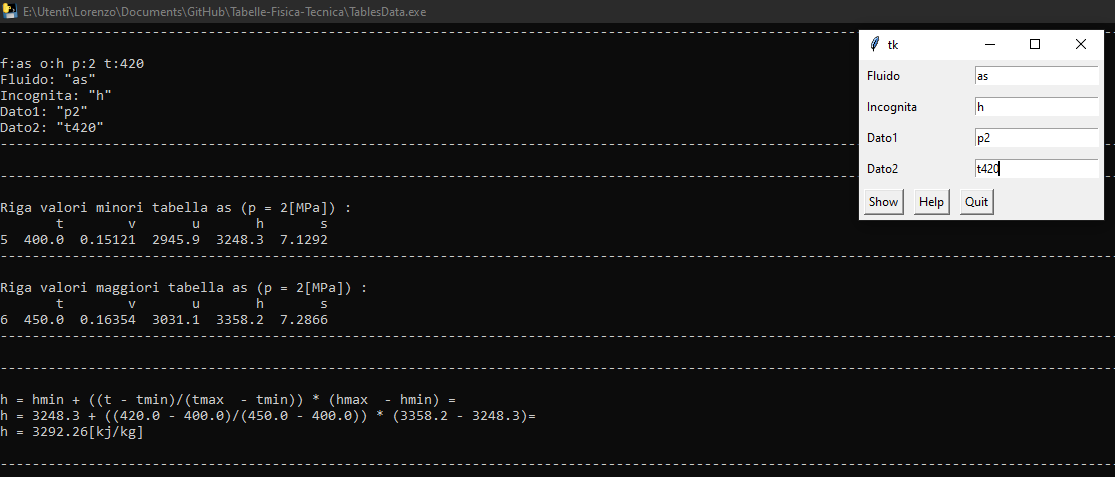 E:\Utenti\Lorenzo\Documents\GitHub\Tabelle-Fisica-Tecnica\TablesData.exe
--------------------------------------------------------------------------------------------------------------------------------------------
f:as o:h p:2 t:420
Fluido: "as"
Incognita: "h"
Dato1: "p2"
Dato2: "t420"
--------------------------------------------------------------------------------------------------------------------------------------------
--------------------------------------------------------------------------------------------------------------------------------------------
Riga valori minori tabella as (p = 2[MPa]) :
t v u h s
5 400.0 0.15121 2945.9 3248.3 7.1292
--------------------------------------------------------------------------------------------------------------------------------------------
Riga valori maggiori tabella as (p = 2[MPa]) :
t v u h s
6 450.0 0.16354 3031.1 3358.2 7.2866
--------------------------------------------------------------------------------------------------------------------------------------------
--------------------------------------------------------------------------------------------------------------------------------------------
h = hmin + ((t - tmin)/(tmax  - tmin)) * (hmax  - hmin) =
h = 3248.3 + ((420.0 - 400.0)/(450.0 - 400.0)) * (3358.2 - 3248.3)=
h = 3292.26[kj/kg]
--------------------------------------------------------------------------------------------------------------------------------------------
tk
Fluido as
Incognita h
Dato1 p2
Dato2 t420
Show Help Quit